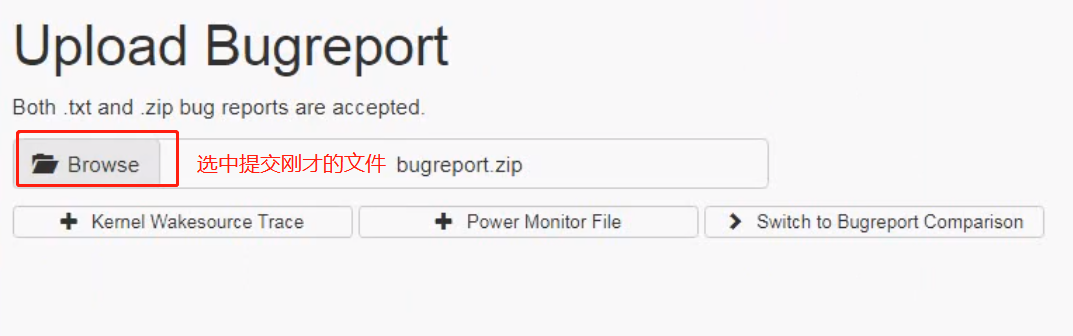 Upload Bugreport
Both .txt and .zip bug reports are accepted.
Browse 选中提交刚才的文件 bugreport.zip
Kernel Wakesource Trace Power Monitor File Switch to Bugreport Comparison